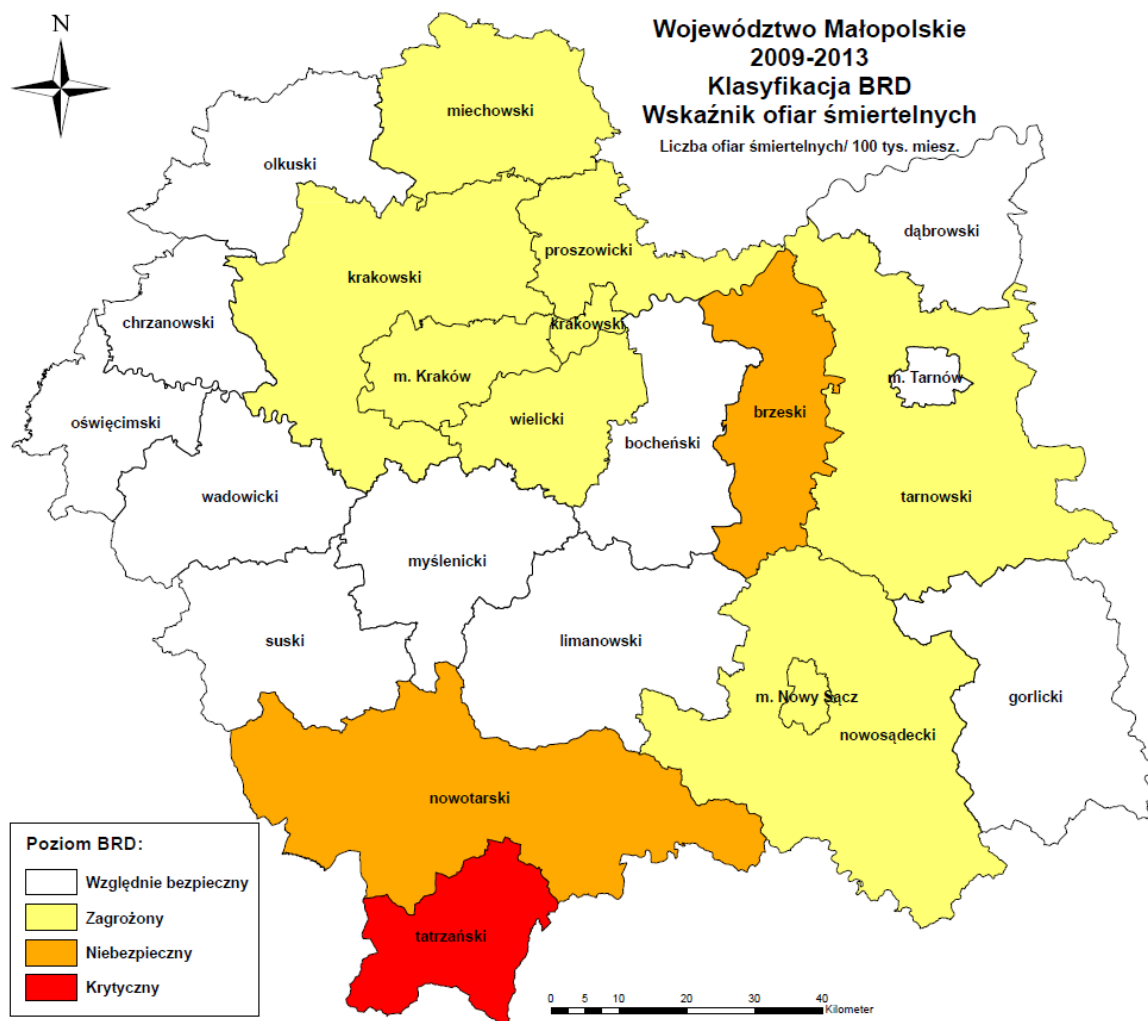 N
Województwo Małopolskie
2009-2013
Klasyfikacja BRD
Wskaźnik ofiar śmiertelnych
Liczba ofiar śmiertelnych/ 100 tys. miesz.
miechowski
olkuski
dąbrowski
proszowicki
krakowski
chrzanowski
krakowski
m. Kraków
m. Tarnów
brzeski
oświęcimski
wielicki
bocheński
wadowicki
tarnowski
myślenicki
suski
limanowski
m. Nowy Sącz
gorlicki
nowosądecki
nowotarski
tatrzański
Poziom BRD:
Względnie bezpieczny
Zagrożony
Niebezpieczny
Krytyczny
0 5 10 20 30 40
Kilometer